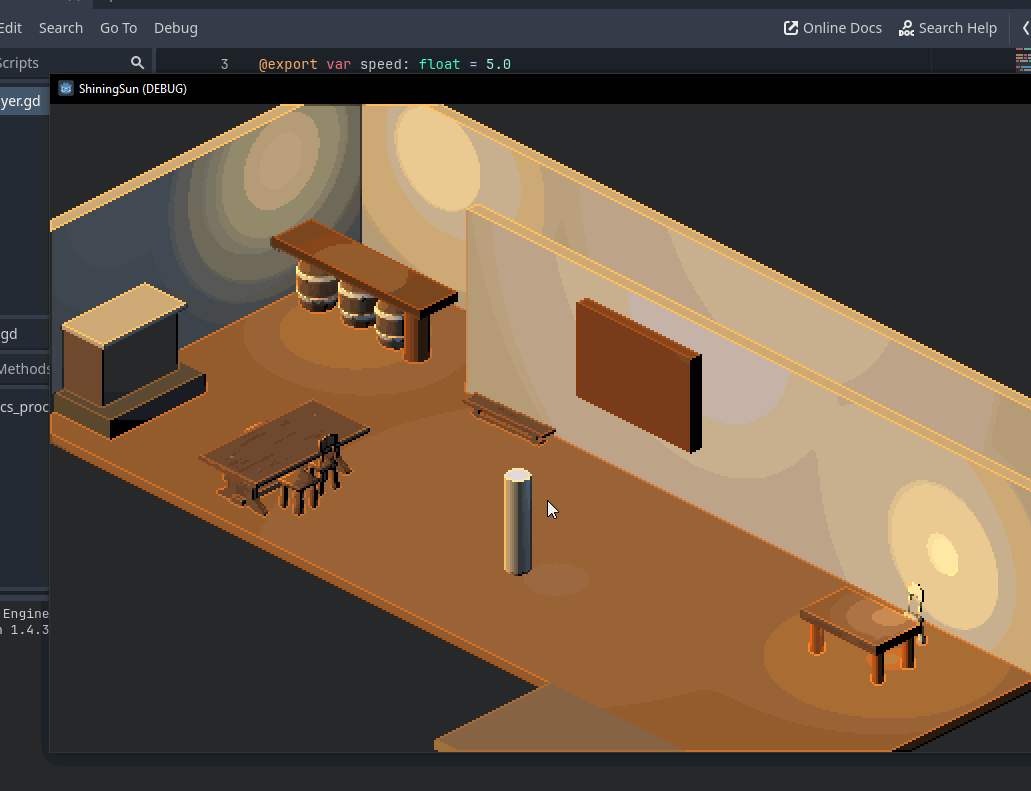 Edit Search Go To Debug Online Docs Search Help
Scripts
3 @export var speed: float = 5.0
ShiningSun (DEBUG)
yer.gd
gd
Methods
cs_proc
Engine
1.4.3